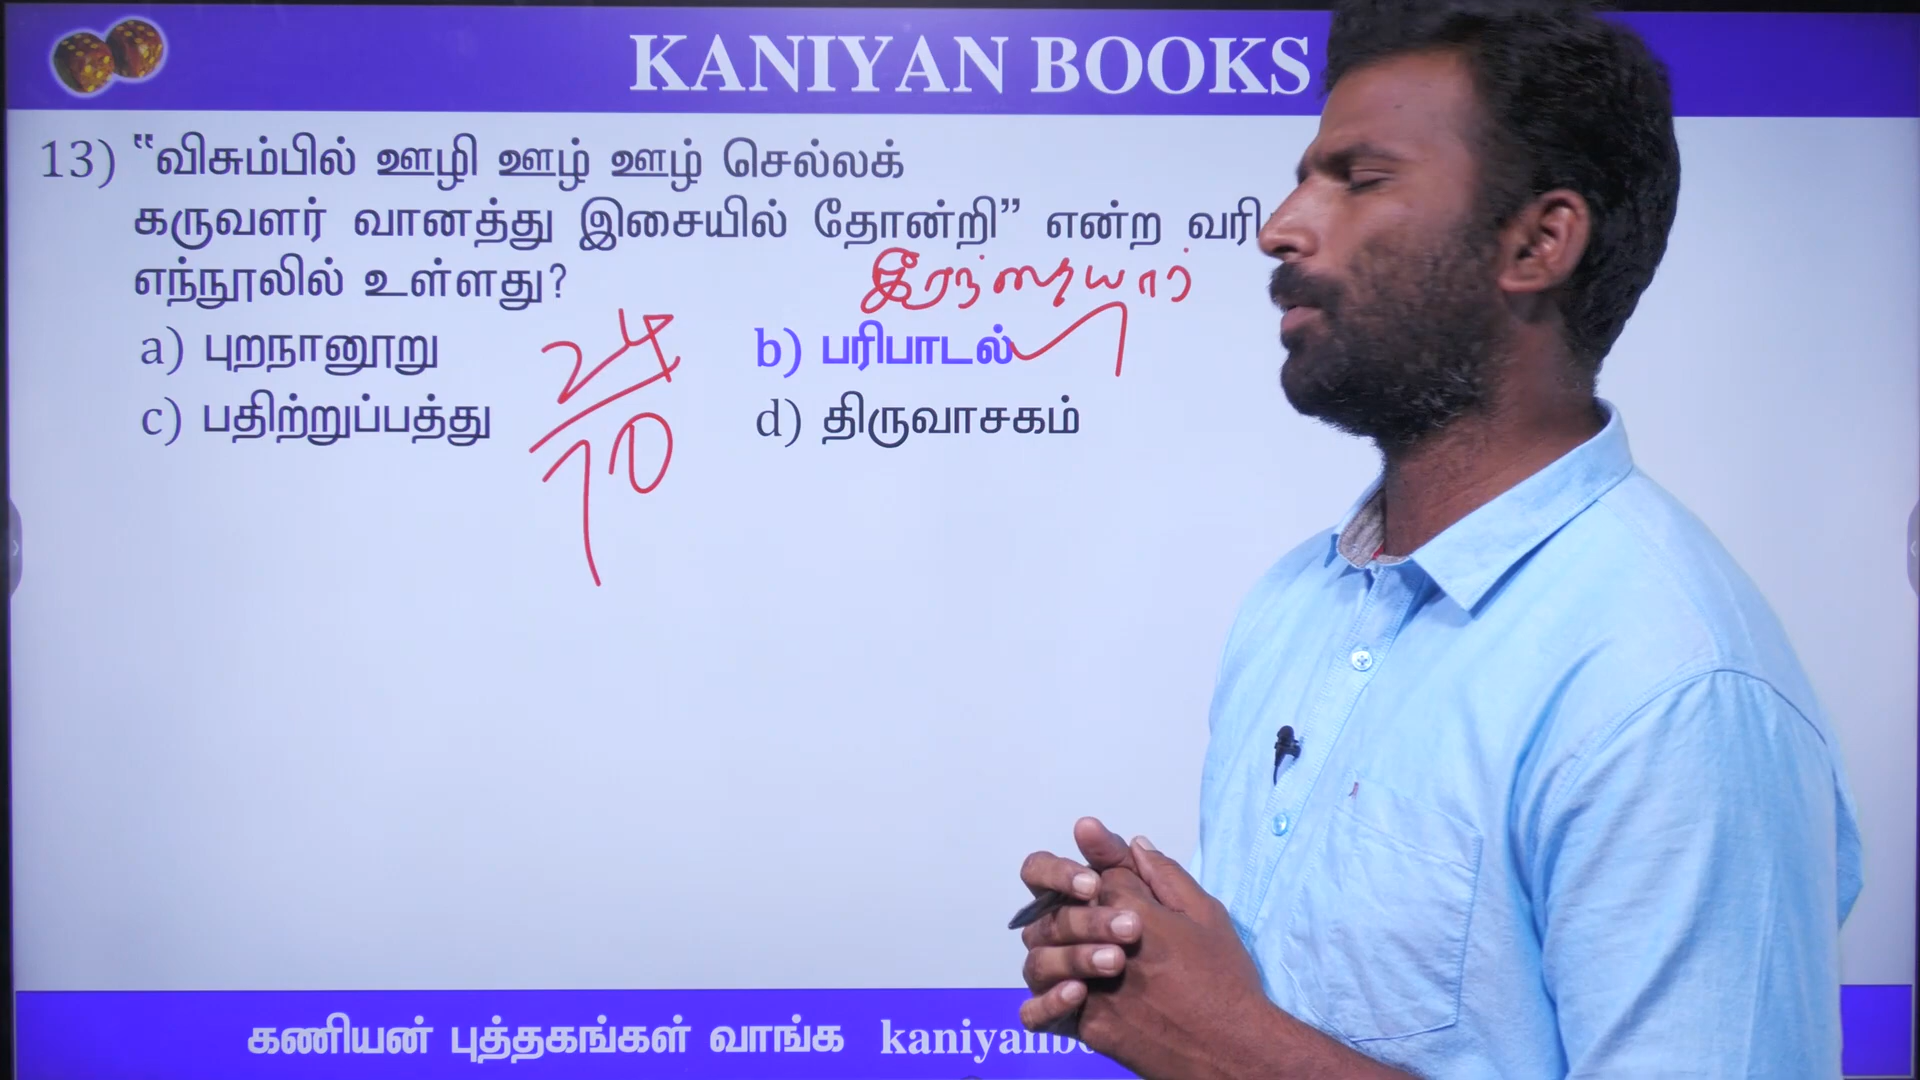 KANIYAN BOOKS
13) “விசும்பில் ஊழி ஊழ் ஊழ் செல்லக்
கருவளர் வானத்து இசையில் தோன்றி” என்ற வரி
எந்நூலில் உள்ளது?
கீரந்தையார்
a) புறநானூறு
b) பரிபாடல்
c) பதிற்றுப்பத்து
d) திருவாசகம்
24
70
கணியன் புத்தகங்கள் வாங்க kaniyanb